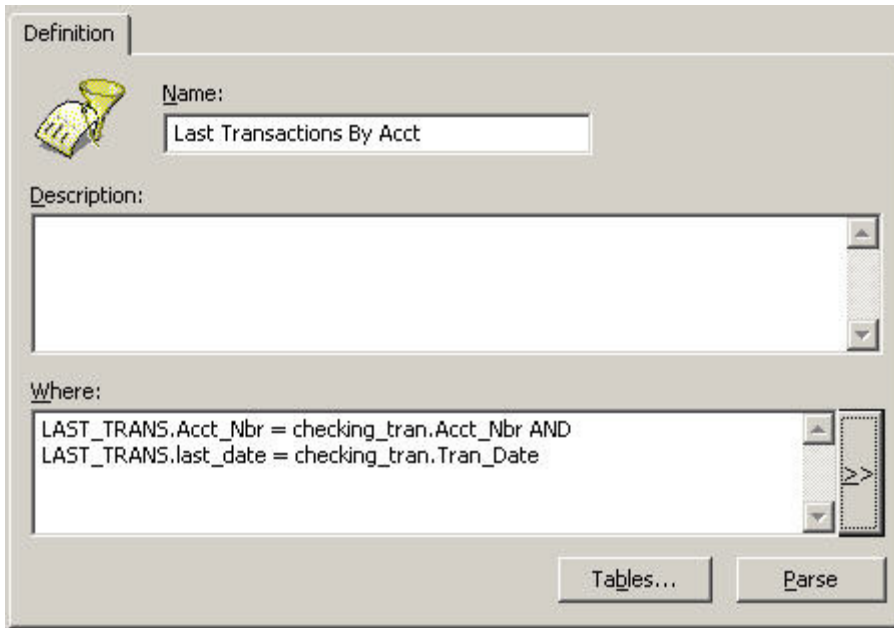 Definition
Name:
Last Transactions By Acct
Description:
Where:
LAST_TRANS.Acct_Nbr = checking_tran.Acct_Nbr AND
LAST_TRANS.last_date = checking_tran.Tran_Date
>>
Tables...
Parse